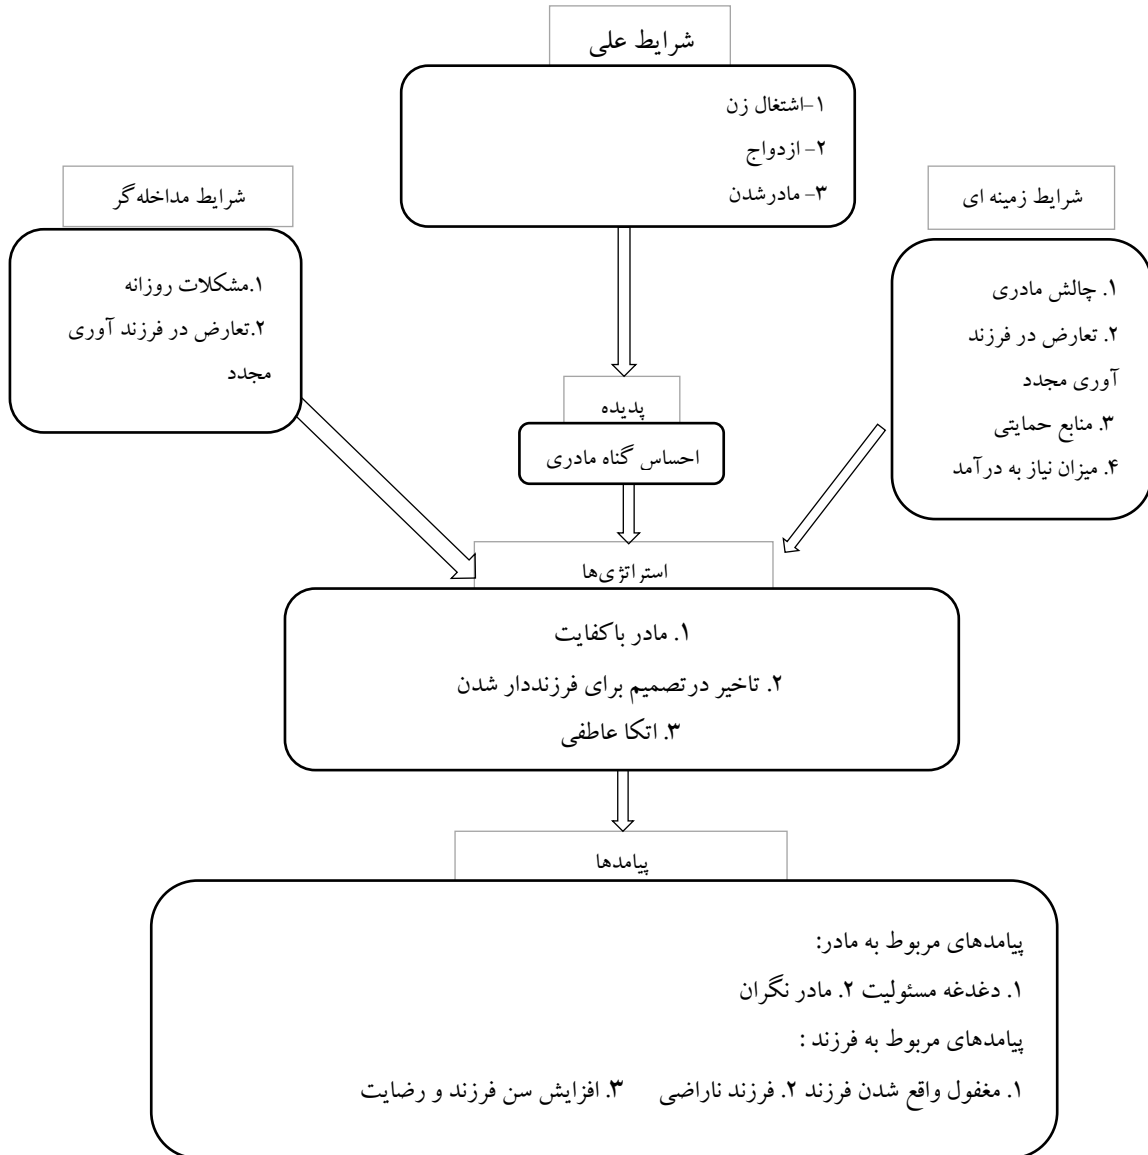 شرایط علی
۱-اشتغال زن
۲- ازدواج
۳- مادرشدن
شرایط زمینه ای
۱. چالش مادری
۲. تعارض در فرزند
آوری مجدد
۳. منابع حمایتی
۴. میزان نیاز به درآمد
شرایط مداخله‌گر
۱.مشکلات روزانه
۲.تعارض در فرزند آوری
مجدد
پدیده
احساس گناه مادری
استراتژی‌ها
۱. مادر باکفایت
۲. تاخیر درتصمیم برای فرزنددار شدن
۳. اتکا عاطفی
پیامدها
پیامدهای مربوط به مادر:
۱. دغدغه مسئولیت ۲. مادر نگران
پیامدهای مربوط به فرزند :
۱. مغفول واقع شدن فرزند ۲. فرزند ناراضی ۳. افزایش سن فرزند و رضایت